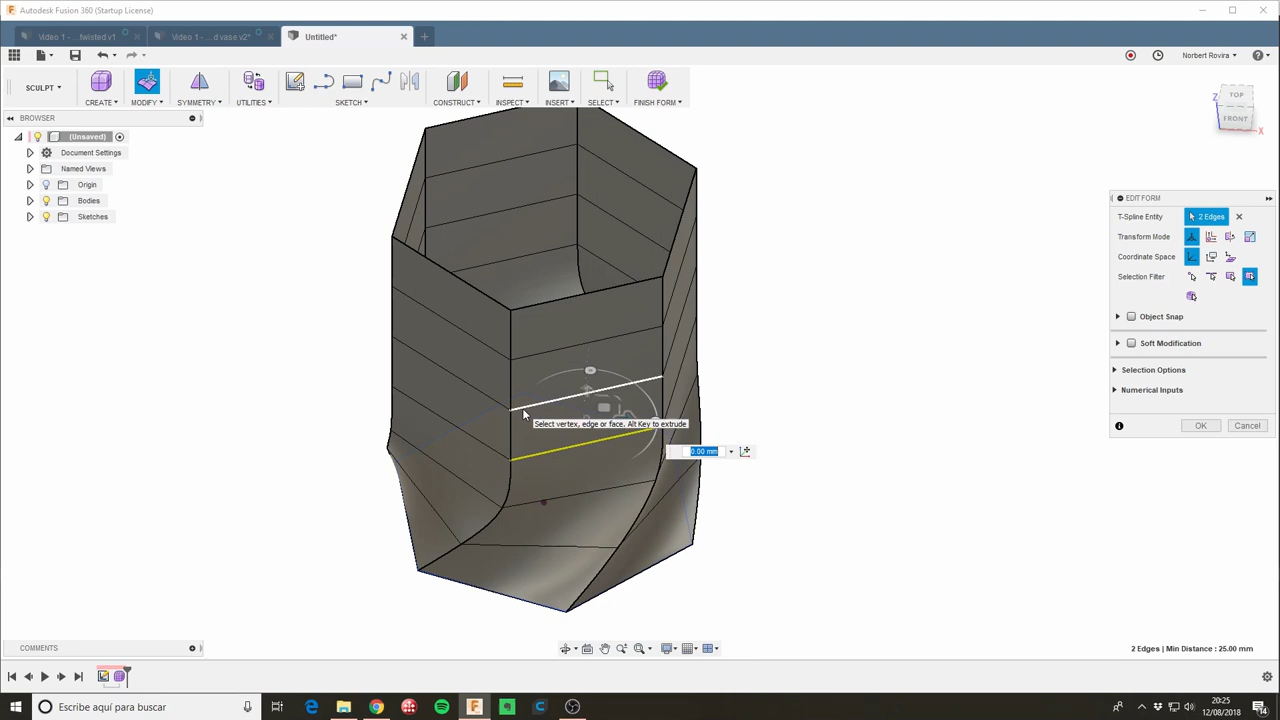 Autodesk Fusion 360 (Startup License)
Video 1 - ...twisted v1
Video 1 - ...d vase v2*
Untitled*
Norbert Rovira
SCULPT
CREATE
MODIFY
SYMMETRY
UTILITIES
SKETCH
CONSTRUCT
INSPECT
INSERT
SELECT
FINISH FORM
BROWSER
(Unsaved)
Document Settings
Named Views
Origin
Bodies
Sketches
Z
TOP
FRONT
X
EDIT FORM
T-Spline Entity
2 Edges
Transform Mode
Coordinate Space
Selection Filter
Object Snap
Soft Modification
Selection Options
Numerical Inputs
OK
Cancel
Select vertex, edge or face. Alt Key to extrude
0.00 mm
COMMENTS
2 Edges | Min Distance : 25.00 mm
Escribe aquí para buscar
20:25
12/08/2018
14